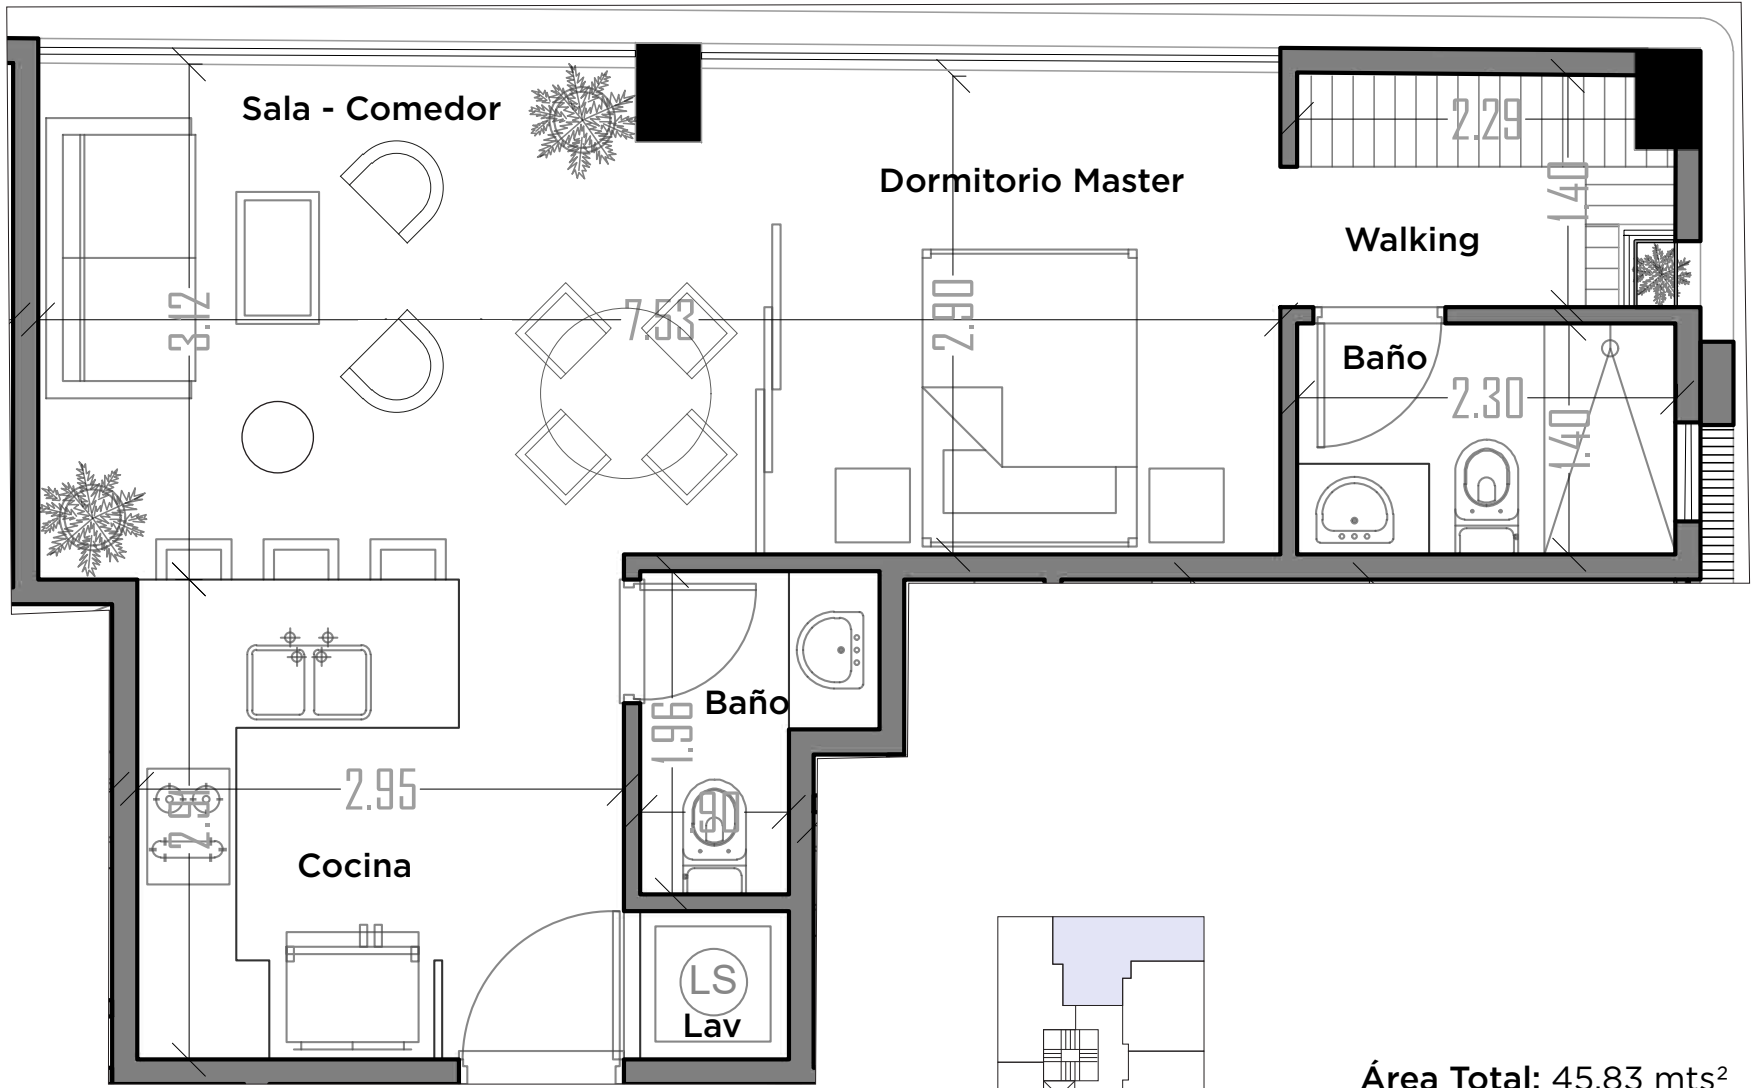 Sala - Comedor
2.29
Dormitorio Master
1.40
Walking
3.12
7.53
2.90
Baño
2.30
1.40
Baño
1.96
2.95
.90
Cocina
LS
Lav
Área Total: 45.83 mts²